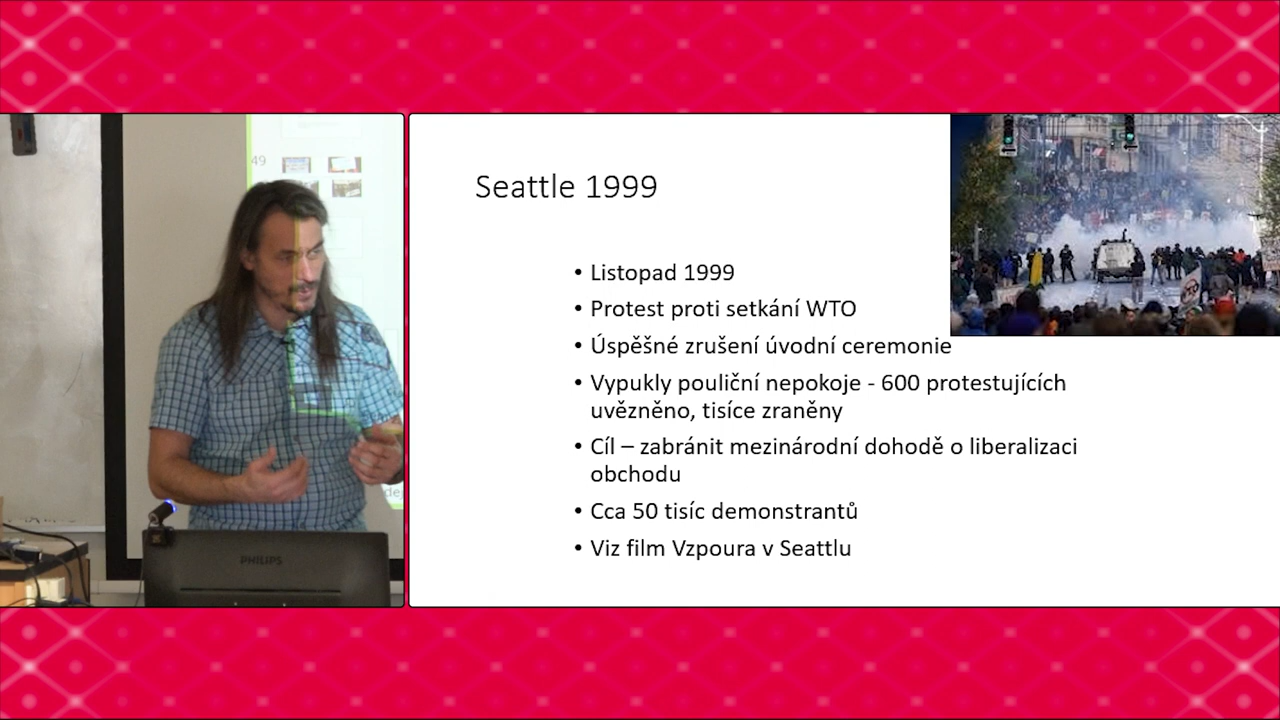 49
PHILIPS
Seattle 1999
• Listopad 1999
• Protest proti setkání WTO
• Úspěšné zrušení úvodní ceremonie
• Vypukly pouliční nepokoje - 600 protestujících
uvězněno, tisíce zraněny
• Cíl – zabránit mezinárodní dohodě o liberalizaci
obchodu
• Cca 50 tisíc demonstrantů
• Viz film Vzpoura v Seattlu